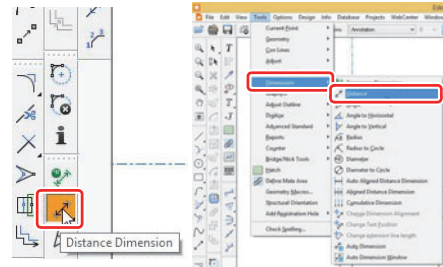 Distance Dimension
File Edit View Tools Options Design Info Database Projects WebCenter Window
Current Point
Annotation
Geometry
Con Lines
Adjust
Dimensions
Distance
Adjust Outline
Angle to Horizontal
Digitize
Angle to Vertical
Advanced Standard
Radius
Reports
Radius to Circle
Counter
Diameter
Bridge/Nick Tools
Diameter to Circle
Hatch
Auto Aligned Distance Dimension
Define Mate Area
Aligned Distance Dimension
Geometry Macros...
Cumulative Dimension
Structural Orientation
Change Dimension Alignment
Add Registration Hole
Change Text Position
Check Spelling...
Change extension line length
Auto Dimension
Auto Dimension Window